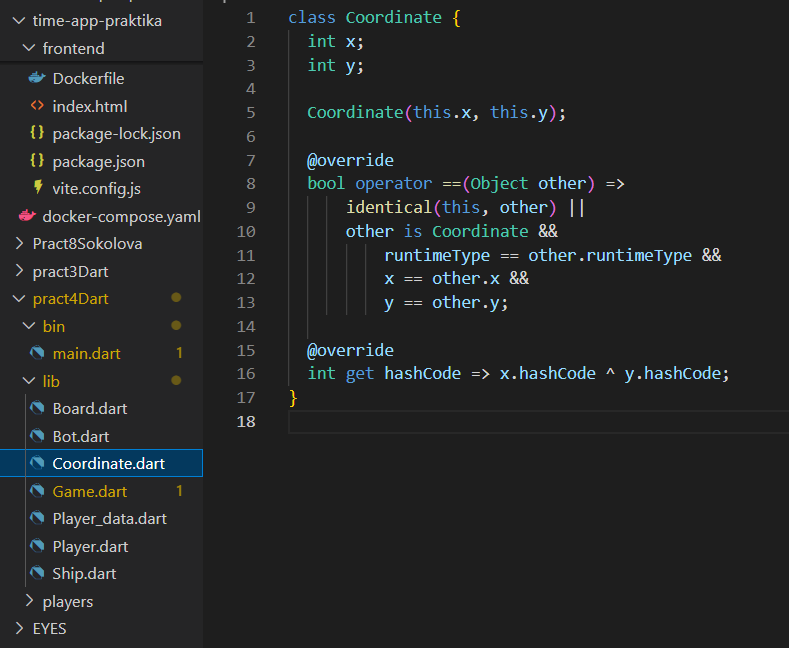 time-app-praktika
frontend
Dockerfile
index.html
package-lock.json
package.json
vite.config.js
docker-compose.yaml
Pract8Sokolova
pract3Dart
pract4Dart
bin
main.dart 1
lib
Board.dart
Bot.dart
Coordinate.dart
Game.dart 1
Player_data.dart
Player.dart
Ship.dart
players
EYES
1 class Coordinate {
2 int x;
3 int y;
4
5 Coordinate(this.x, this.y);
6
7 @override
8 bool operator ==(Object other) =>
9 identical(this, other) ||
10 other is Coordinate &&
11 runtimeType == other.runtimeType &&
12 x == other.x &&
13 y == other.y;
14
15 @override
16 int get hashCode => x.hashCode ^ y.hashCode;
17 }
18